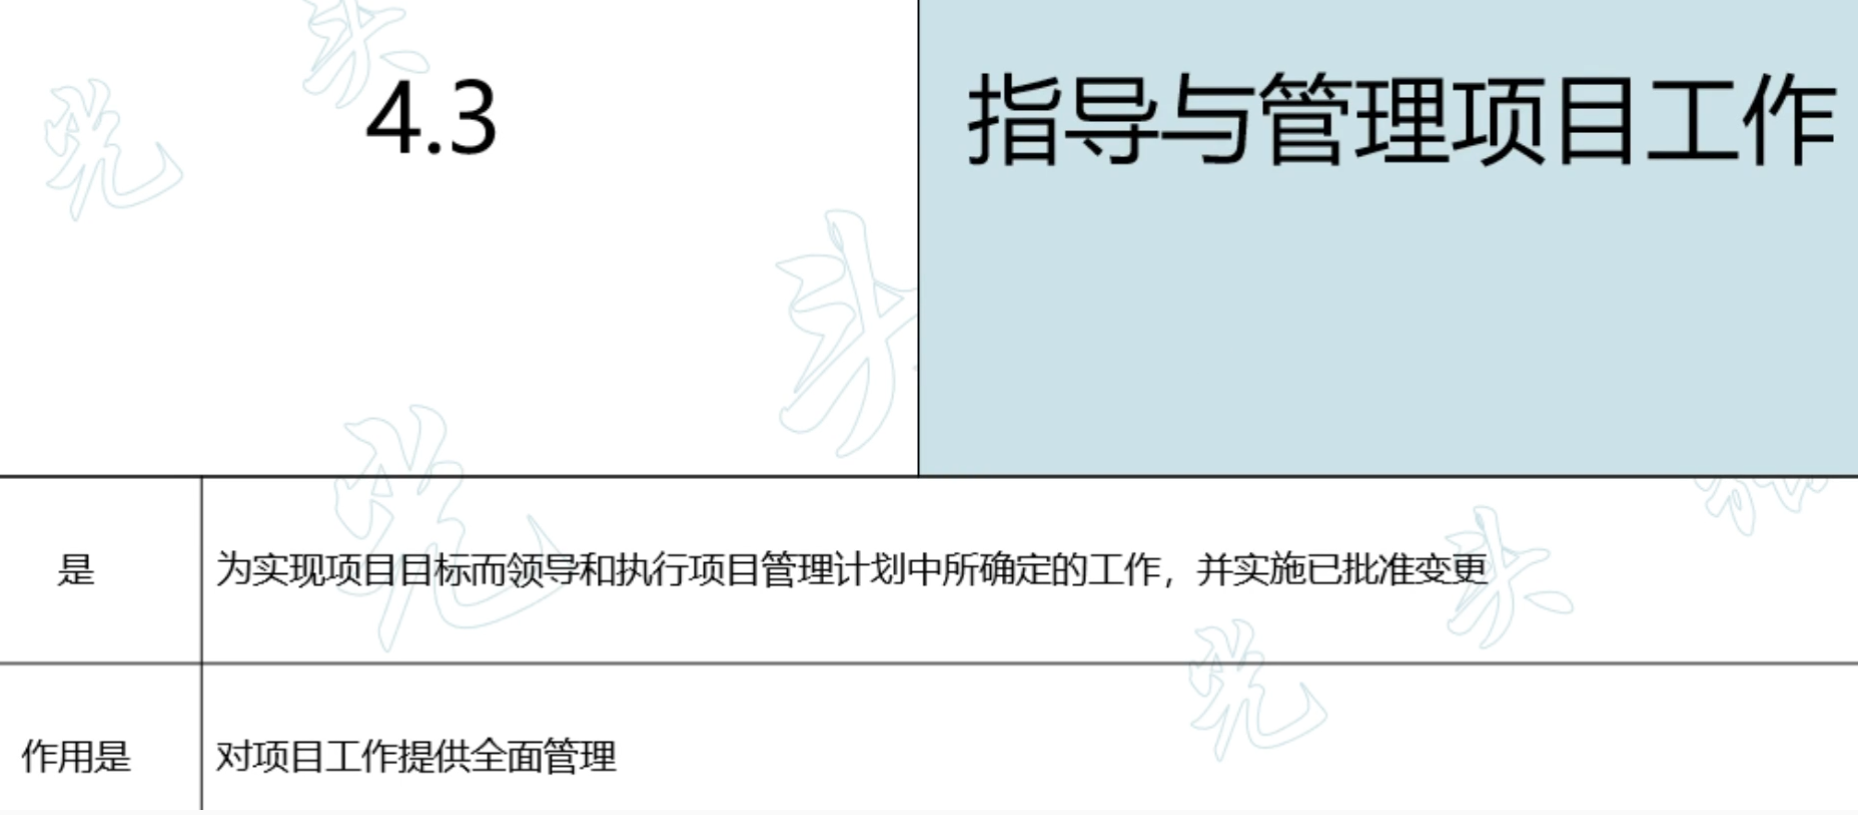 4.3
指导与管理项目工作
是
为实现项目目标而领导和执行项目管理计划中所确定的工作，并实施已批准变更
作用是
对项目工作提供全面管理